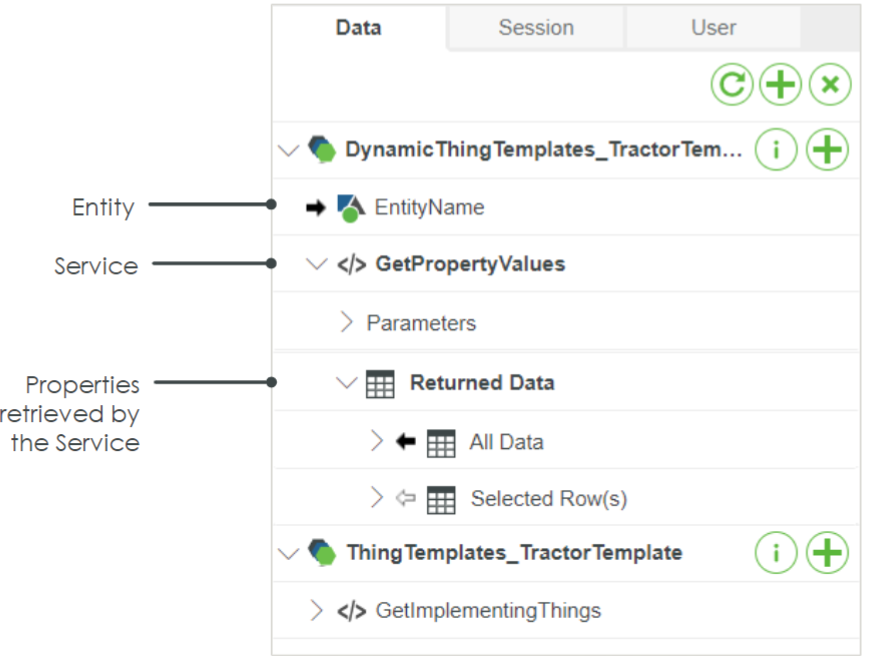 Data
Session
User
DynamicThingTemplates_TractorTem...
i
Entity
EntityName
Service
</> GetPropertyValues
Parameters
Properties
retrieved by
the Service
Returned Data
All Data
Selected Row(s)
ThingTemplates_TractorTemplate
i
</> GetImplementingThings